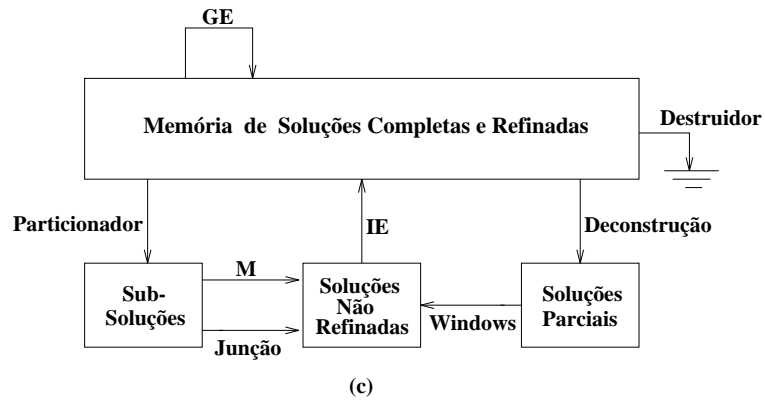 GE
Memória de Soluções Completas e Refinadas
Destruidor
Particionador
IE
Deconstrução
M
Sub-
Soluções
Soluções
Não
Refinadas
Windows
Soluções
Parciais
Junção
(c)